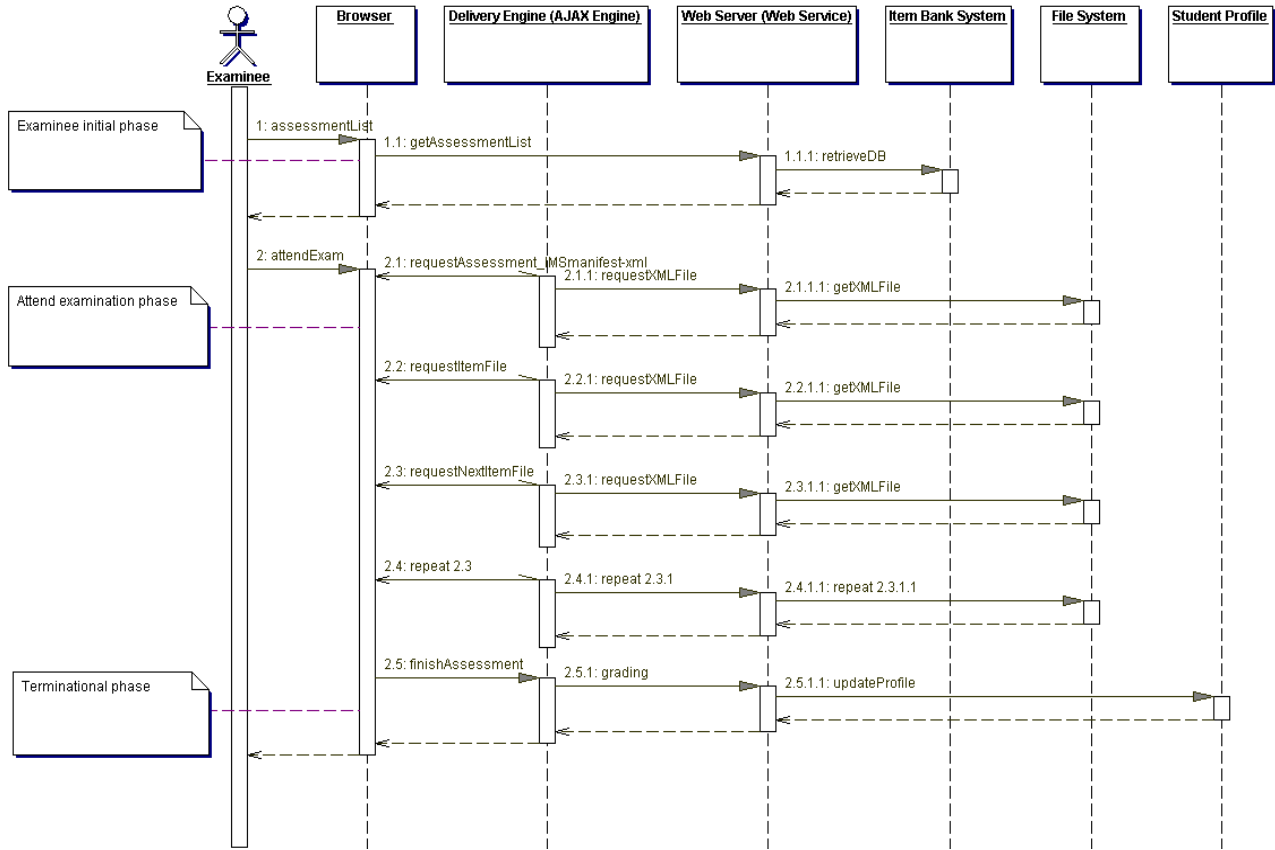 Browser
Delivery Engine (AJAX Engine)
Web Server (Web Service)
Item Bank System
File System
Student Profile
Examinee
Examinee initial phase
1: assessmentList
1.1: getAssessmentList
1.1.1: retrieveDB
2: attendExam
2.1: requestAssessment_IMSmanifest-xml
2.1.1: requestXMLFile
2.1.1.1: getXMLFile
Attend examination phase
2.2: requestItemFile
2.2.1: requestXMLFile
2.2.1.1: getXMLFile
2.3: requestNextItemFile
2.3.1: requestXMLFile
2.3.1.1: getXMLFile
2.4: repeat 2.3
2.4.1: repeat 2.3.1
2.4.1.1: repeat 2.3.1.1
2.5: finishAssessment
2.5.1: grading
2.5.1.1: updateProfile
Terminational phase